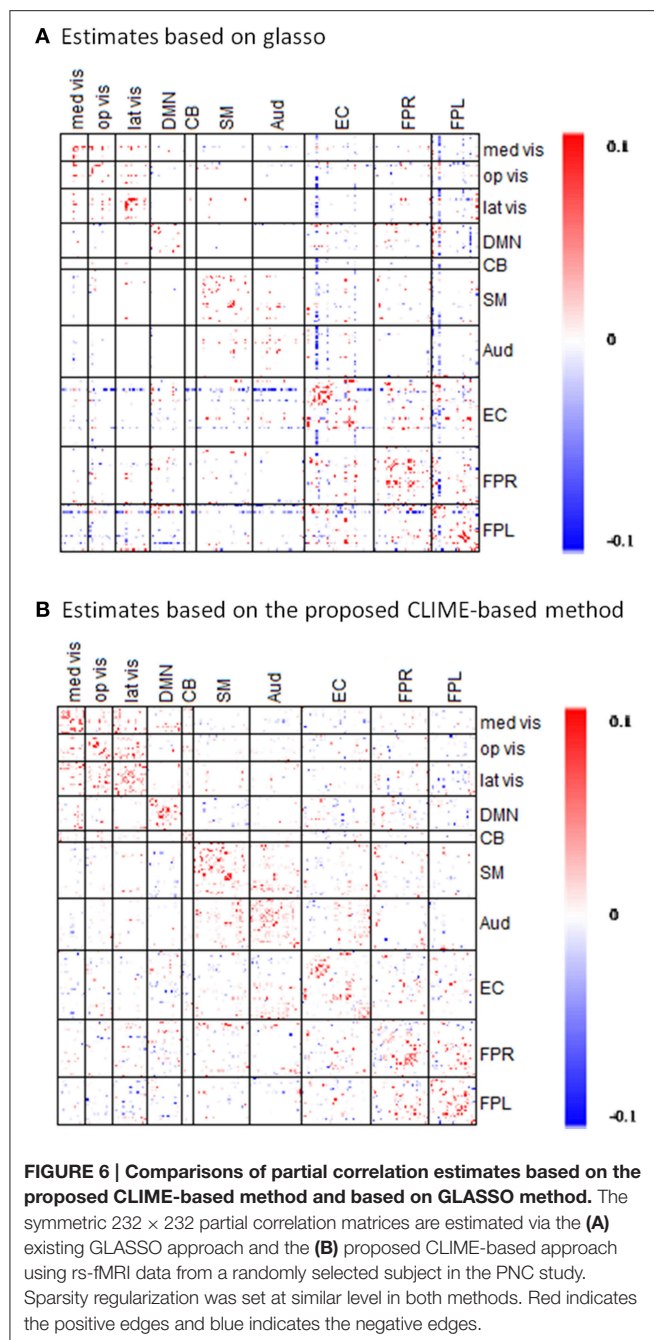 A Estimates based on glasso
med vis
op vis
lat vis
DMN
CB
SM
Aud
EC
FPR
FPL
med vis
op vis
lat vis
DMN
CB
SM
Aud
EC
FPR
FPL
0.1
0
-0.1
B Estimates based on the proposed CLIME-based method
med vis
op vis
lat vis
DMN
CB
SM
Aud
EC
FPR
FPL
med vis
op vis
lat vis
DMN
CB
SM
Aud
EC
FPR
FPL
0.1
0
-0.1
FIGURE 6 | Comparisons of partial correlation estimates based on the
proposed CLIME-based method and based on GLASSO method. The
symmetric 232 × 232 partial correlation matrices are estimated via the (A)
existing GLASSO approach and the (B) proposed CLIME-based approach
using rs-fMRI data from a randomly selected subject in the PNC study.
Sparsity regularization was set at similar level in both methods. Red indicates
the positive edges and blue indicates the negative edges.